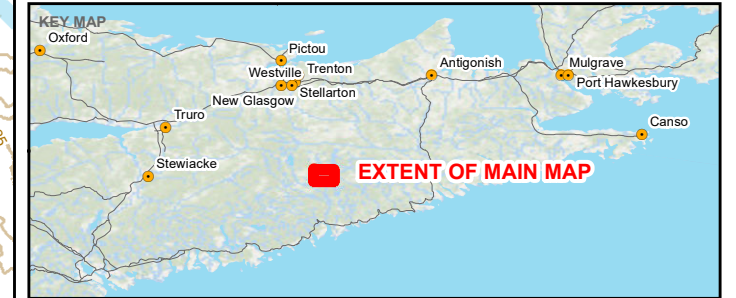 KEY MAP
Oxford
Pictou
Westville
Trenton
Antigonish
Mulgrave
Port Hawkesbury
New Glasgow
Stellarton
Truro
Canso
Stewiacke
EXTENT OF MAIN MAP